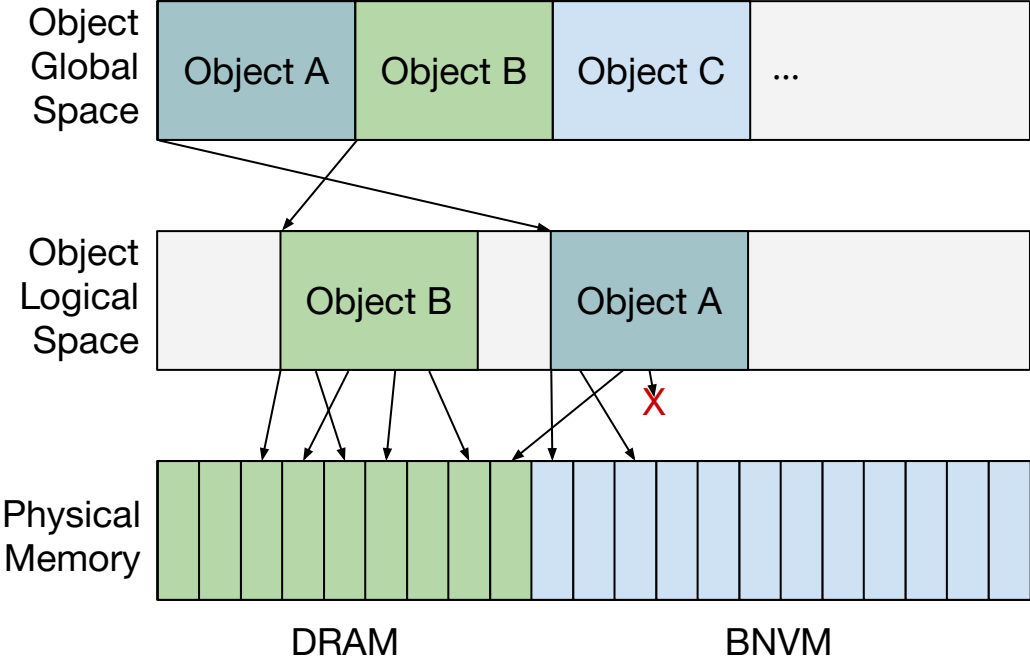 Object
Global
Space
Object A
Object B
Object C
...
Object
Logical
Space
Object B
Object A
X
Physical
Memory
DRAM
BNVM